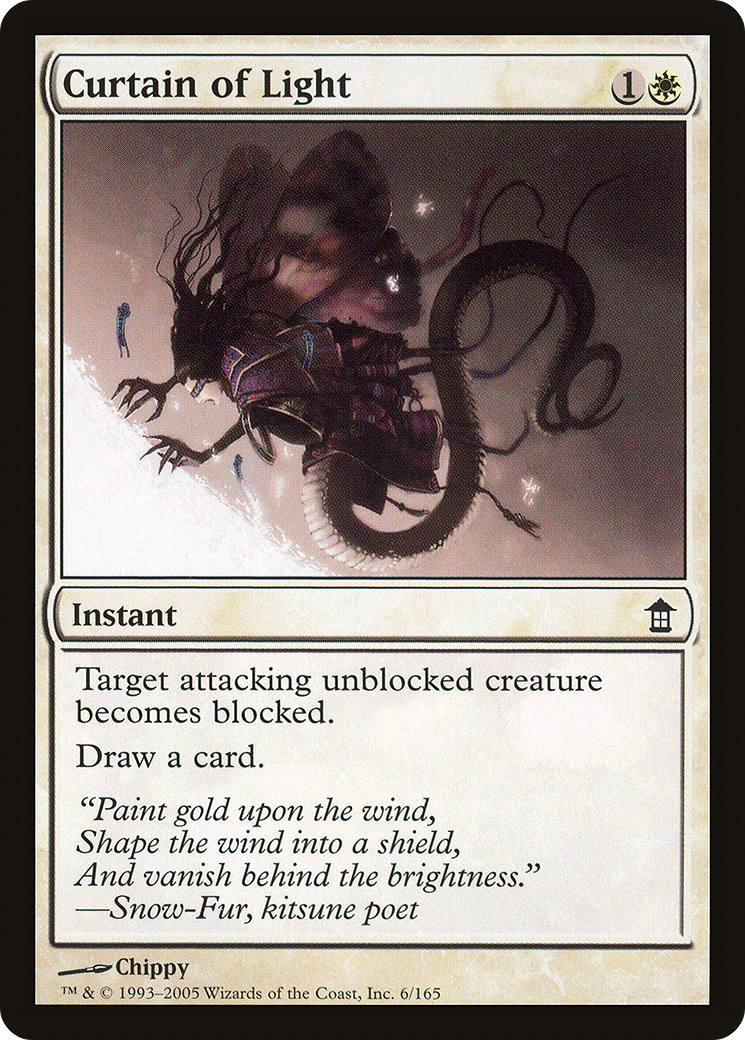 Curtain of Light
1
Instant
Target attacking unblocked creature
becomes blocked.
Draw a card.
“Paint gold upon the wind,
Shape the wind into a shield,
And vanish behind the brightness.”
—Snow-Fur, kitsune poet
Chippy
™ & © 1993–2005 Wizards of the Coast, Inc. 6/165